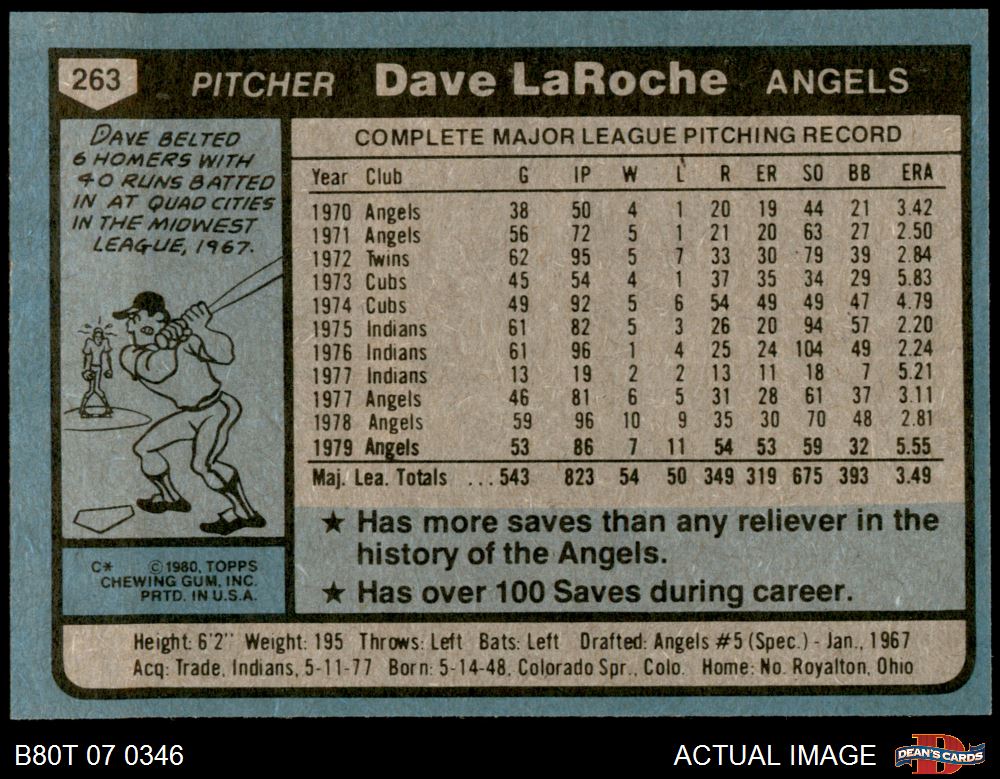 263 PITCHER Dave LaRoche ANGELS
DAVE BELTED
6 HOMERS WITH
40 RUNS BATTED
IN AT QUAD CITIES
IN THE MIDWEST
LEAGUE, 1967.
C* ©1980, TOPPS
CHEWING GUM, INC.
PRTD. IN U.S.A.
COMPLETE MAJOR LEAGUE PITCHING RECORD
Year Club G IP W L R ER SO BB ERA
1970 Angels 38 50 4 1 20 19 44 21 3.42
1971 Angels 56 72 5 1 21 20 63 27 2.50
1972 Twins 62 95 5 7 33 30 79 39 2.84
1973 Cubs 45 54 4 1 37 35 34 29 5.83
1974 Cubs 49 92 5 6 54 49 49 47 4.79
1975 Indians 61 82 5 3 26 20 94 57 2.20
1976 Indians 61 96 1 4 25 24 104 49 2.24
1977 Indians 13 19 2 2 13 11 18 7 5.21
1977 Angels 46 81 6 5 31 28 61 37 3.11
1978 Angels 59 96 10 9 35 30 70 48 2.81
1979 Angels 53 86 7 11 54 53 59 32 5.55
Maj. Lea. Totals ...543 823 54 50 349 319 675 393 3.49
★ Has more saves than any reliever in the
history of the Angels.
★ Has over 100 Saves during career.
Height: 6'2" Weight: 195 Throws: Left Bats: Left Drafted: Angels #5 (Spec.) - Jan., 1967
Acq: Trade, Indians, 5-11-77 Born: 5-14-48, Colorado Spr., Colo. Home: No. Royalton, Ohio
B80T 07 0346 ACTUAL IMAGE D DEAN'S CARDS